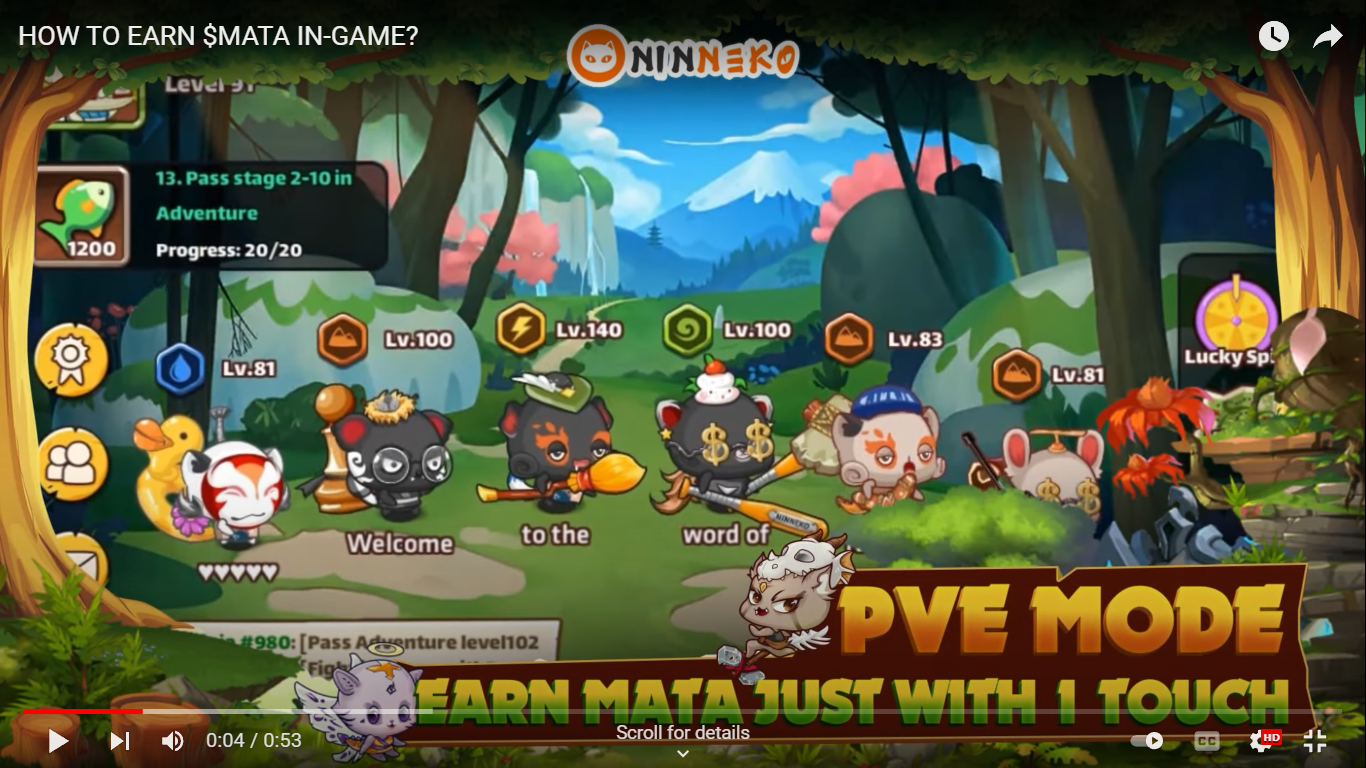 HOW TO EARN $MATA IN-GAME?
NINNEKO
Level 91
13. Pass stage 2-10 in
Adventure
Progress: 20/20
1200
Lv.81
Lv.100
Lv.140
Lv.100
Lv.83
Lv.81
Lucky Spi
$ $
NINNEKO
Welcome
to the
word of
♥♥♥♥♥
#980: [Pass Adventure level102
PVE MODE
EARN MATA JUST WITH 1 TOUCH
Scroll for details
0:04 / 0:53
CC
HD